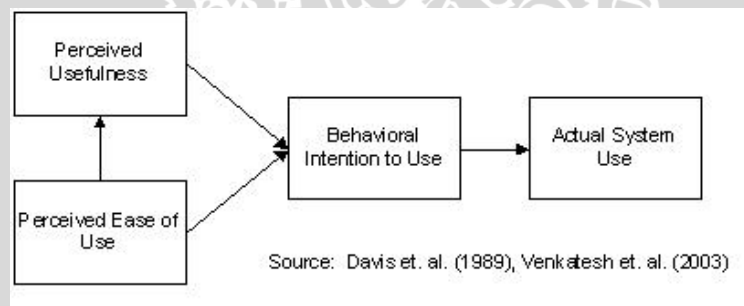 Perceived
Usefulness
Behavioral
Intention to Use
Actual System
Use
Perceived Ease of
Use
Source: Davis et. al. (1989), Venkatesh et. al. (2003)